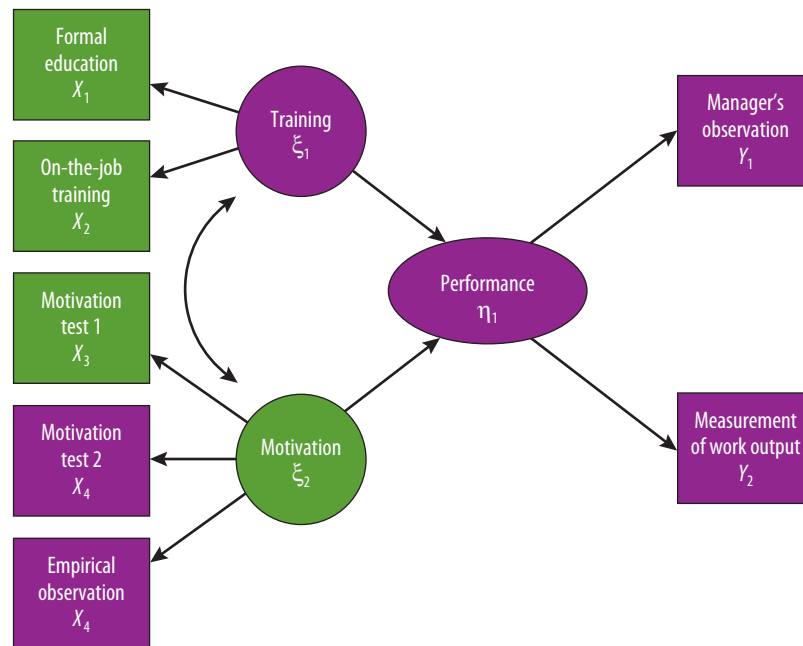 Formal
education
X₁
On-the-job
training
X₂
Motivation
test 1
X₃
Motivation
test 2
X₄
Empirical
observation
X₄
Training
ξ₁
Motivation
ξ₂
Performance
η₁
Manager's
observation
Y₁
Measurement
of work output
Y₂